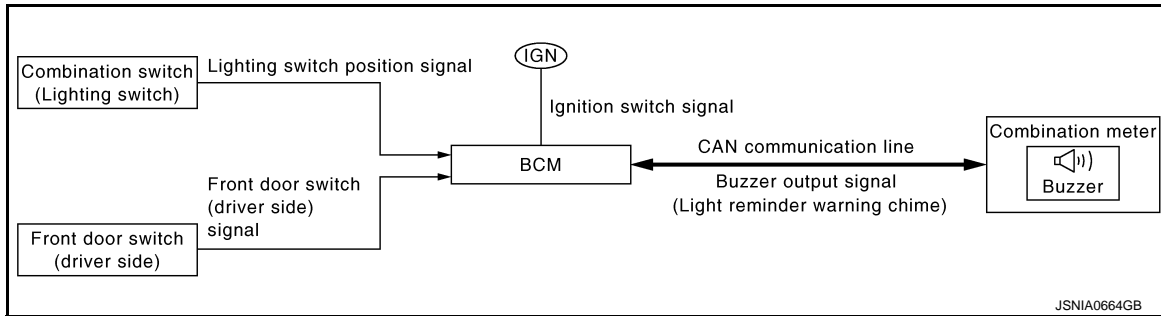 Combination switch
(Lighting switch)
Lighting switch position signal
IGN
Ignition switch signal
BCM
CAN communication line
Buzzer output signal
(Light reminder warning chime)
Combination meter
Buzzer
Front door switch
(driver side)
signal
Front door switch
(driver side)
JSNIA0664GB